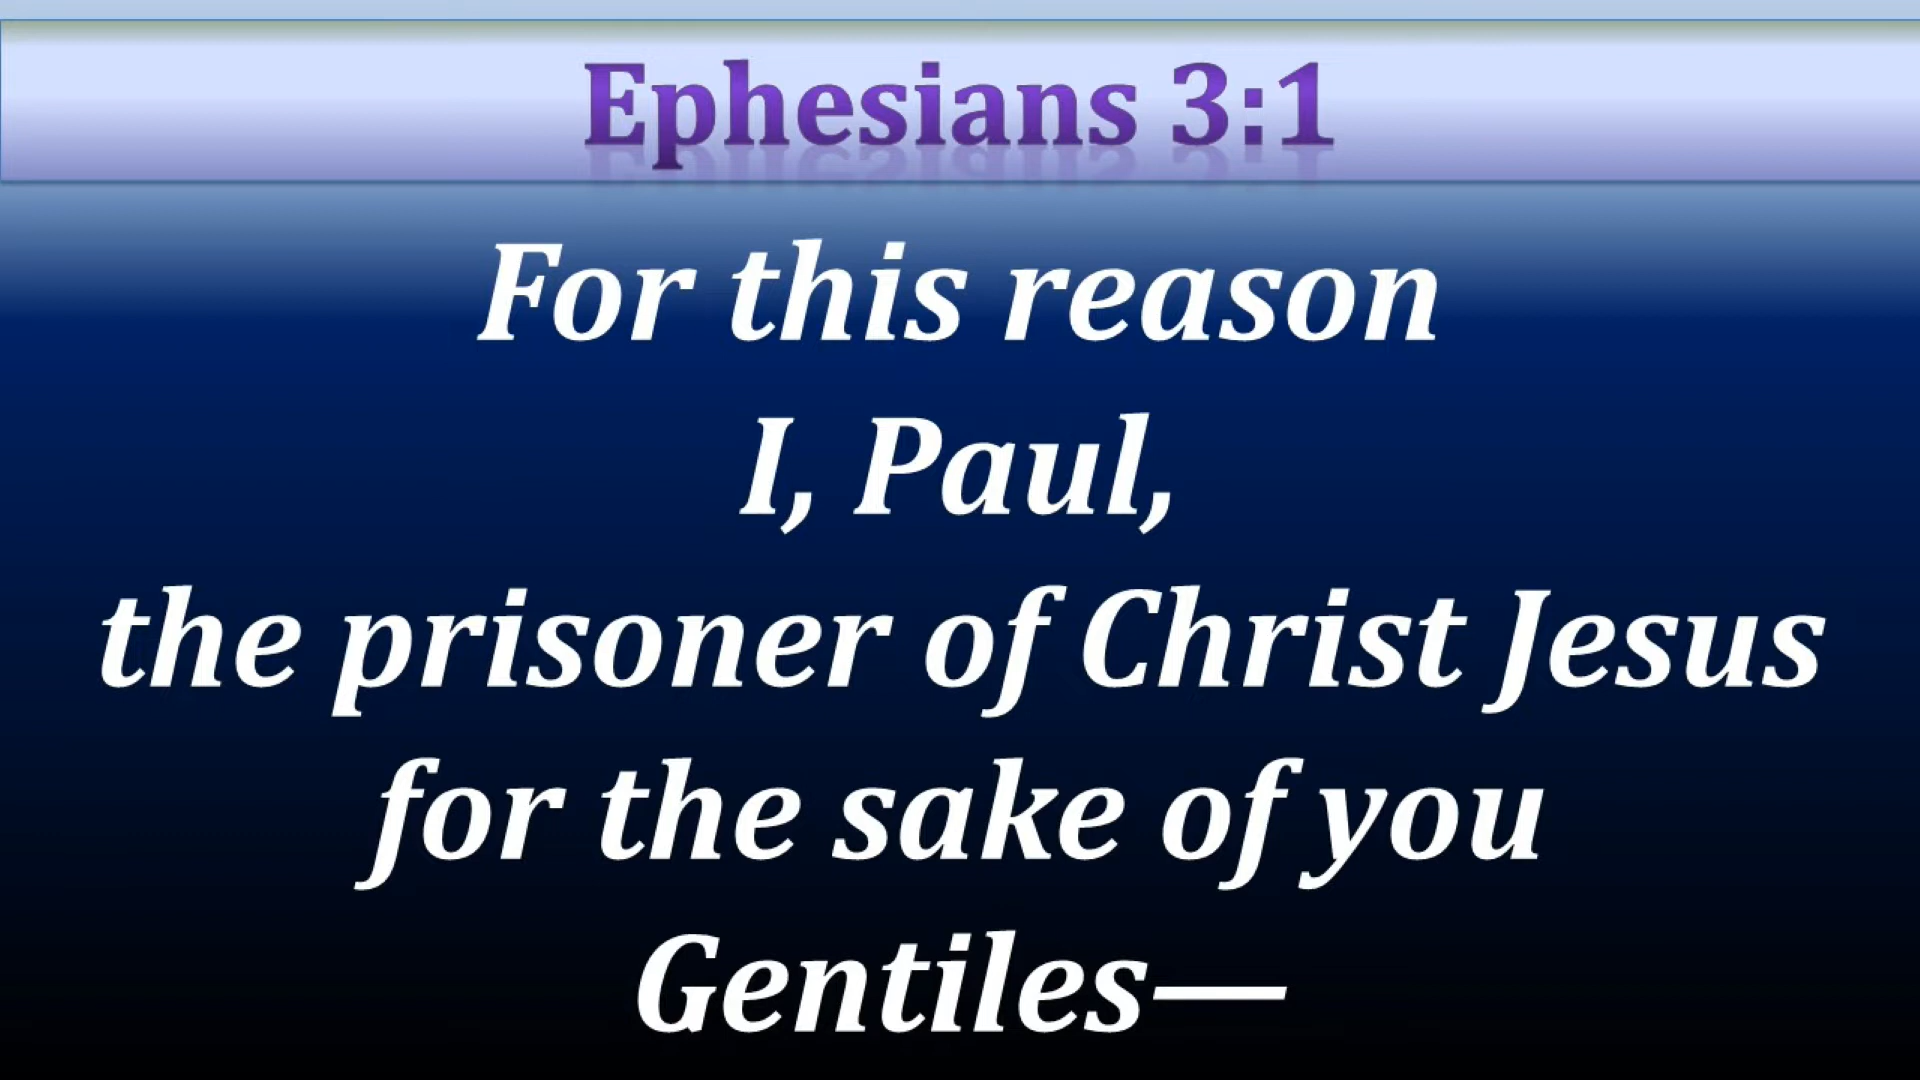 Ephesians 3:1
For this reason
I, Paul,
the prisoner of Christ Jesus
for the sake of you
Gentiles—